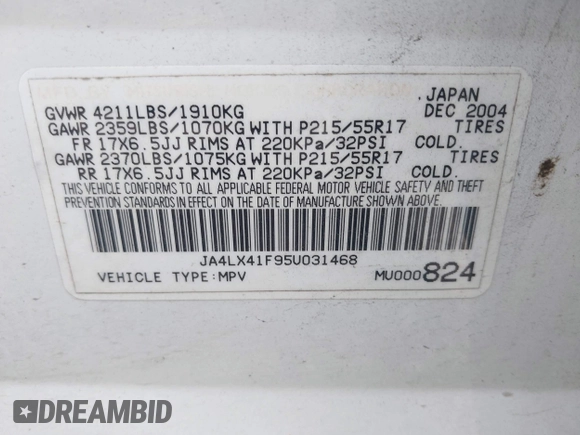 . JAPAN
GVWR 4211LBS/1910KG DEC 2004
GAWR 2359LBS/1070KG WITH P215/55R17 TIRES
FR 17X6.5JJ RIMS AT 220KPa/32PSI COLD.
GAWR 2370LBS/1075KG WITH P215/55R17 TIRES
RR 17X6.5JJ RIMS AT 220KPa/32PSI COLD.
THIS VEHICLE CONFORMS TO ALL APPLICABLE FEDERAL MOTOR VEHICLE SAFETY AND THEFT
PREVENTION STANDARDS IN EFFECT ON THE DATE OF MANUFACTURE SHOWN ABOVE.
JA4LX41F95U031468
VEHICLE TYPE:MPV MU000824
DREAMBID